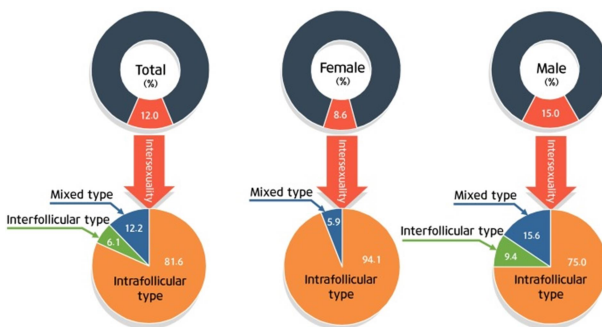 Total
(%)
12.0
Intersexuality
Mixed type
Interfollicular type
12.2
6.1
81.6
Intrafollicular
type
Female
(%)
8.6
Intersexuality
Mixed type
5.9
94.1
Intrafollicular
type
Male
(%)
15.0
Intersexuality
Mixed type
Interfollicular type
15.6
9.4
75.0
Intrafollicular
type